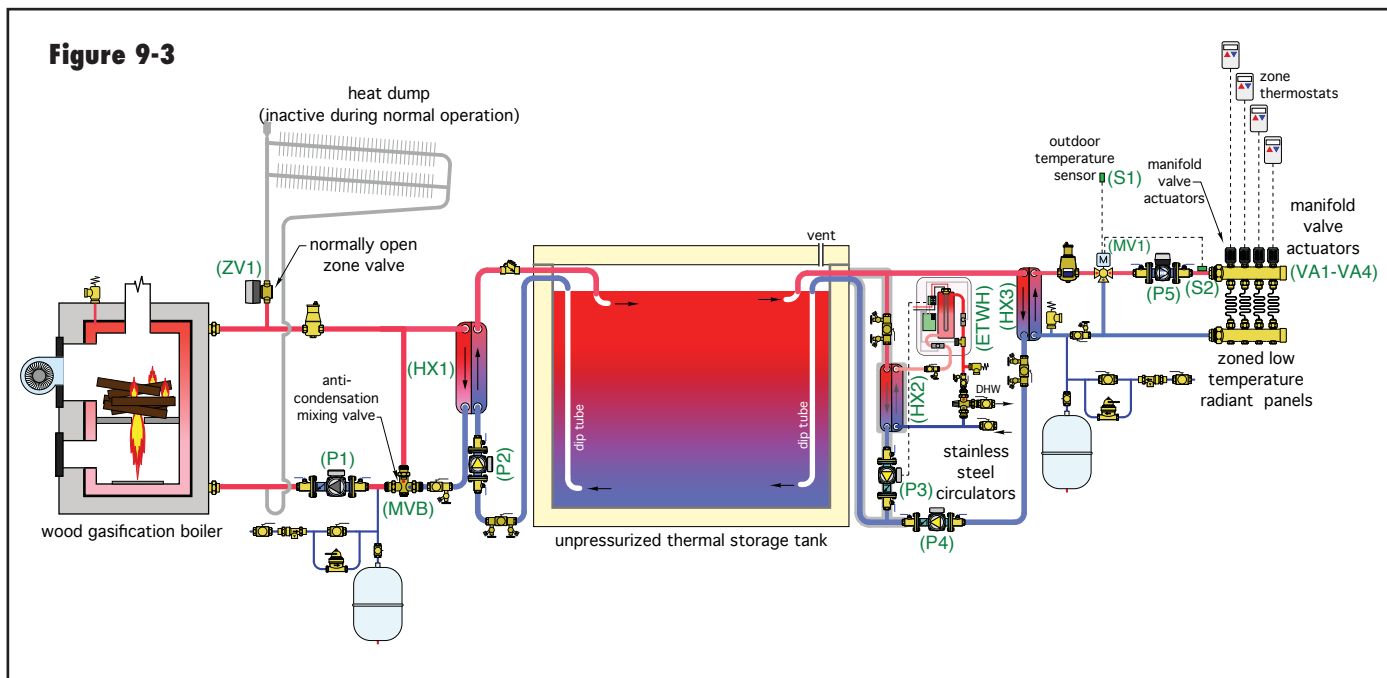 Figure 9-3
heat dump
(inactive during normal operation)
(ZV1)
normally open
zone valve
anti-
condensation
mixing valve
(HX1)
(P1)
(MVB)
(P2)
wood gasification boiler
vent
dip tube
dip tube
unpressurized thermal storage tank
(HX2)
(ETWH)
(HX3)
DHW
stainless
steel
circulators
(P3)
(P4)
outdoor
temperature
sensor
(S1)
M
(MV1)
(P5)
(S2)
manifold
valve
actuators
zone
thermostats
manifold
valve
actuators
(VA1-VA4)
zoned low
temperature
radiant panels